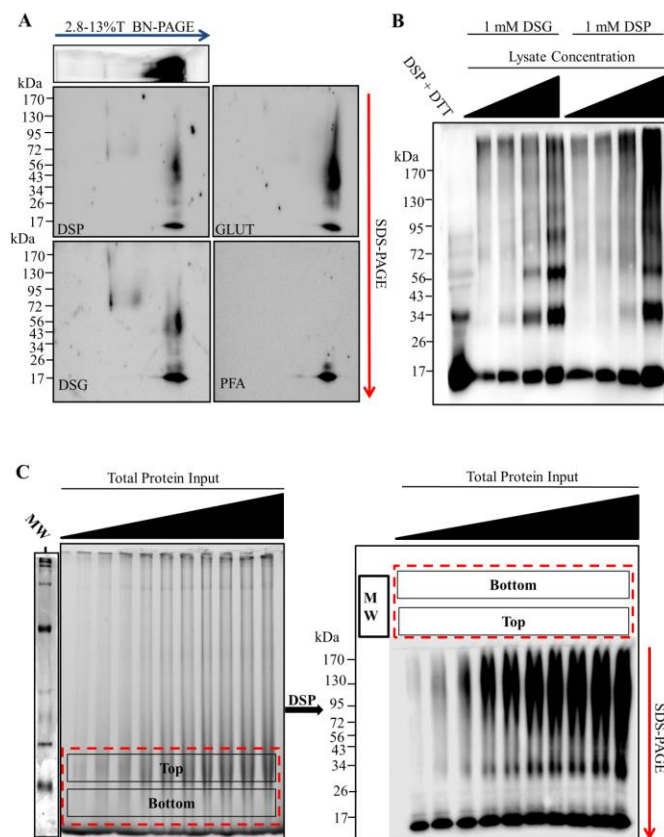 A
2.8-13%T BN-PAGE
kDa
170
130
95
72
56
43
34
26
17
DSP
GLUT
kDa
170
130
95
72
56
43
34
26
17
DSG
PFA
SDS-PAGE
B
1 mM DSG 1 mM DSP
Lysate Concentration
DSP + DTT
kDa
170
130
95
72
56
43
34
26
17
C
Total Protein Input
MW
Top
Bottom
DSP
Total Protein Input
MW
Bottom
Top
kDa
170
130
95
72
56
43
34
26
17
SDS-PAGE